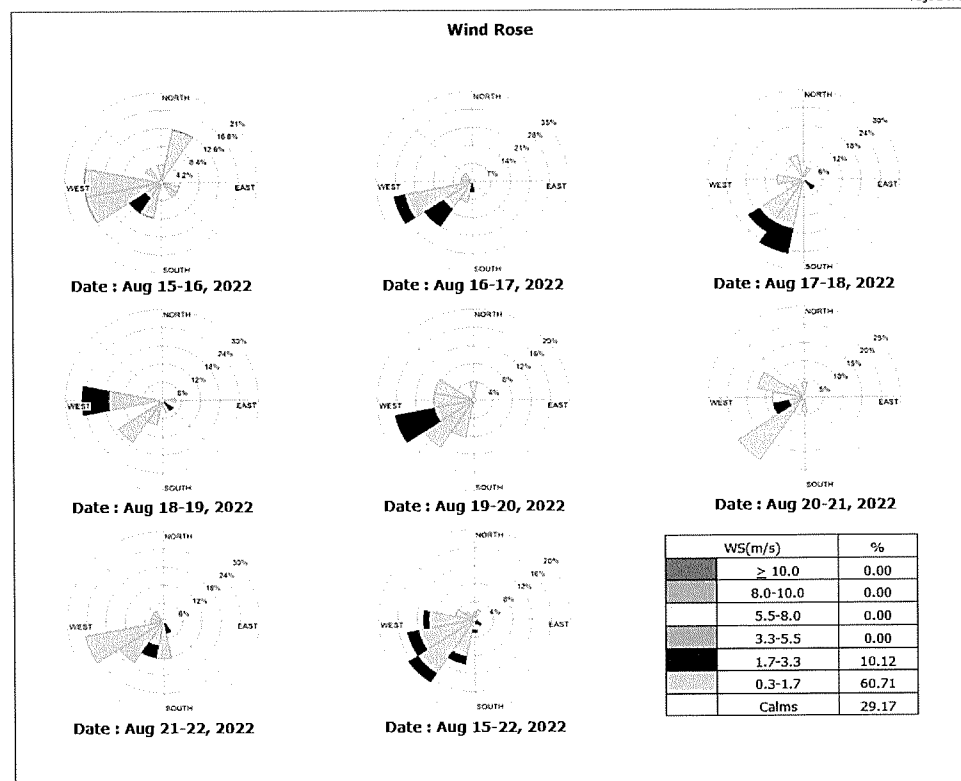 Wind Rose
NORTH
21%
16.8%
12.6%
8.4%
4.2%
WEST
EAST
SOUTH
Date : Aug 15-16, 2022
NORTH
35%
28%
21%
14%
7%
WEST
EAST
SOUTH
Date : Aug 16-17, 2022
NORTH
30%
24%
18%
12%
6%
WEST
EAST
SOUTH
Date : Aug 17-18, 2022
NORTH
30%
24%
18%
12%
6%
WEST
EAST
SOUTH
Date : Aug 18-19, 2022
NORTH
20%
16%
12%
8%
4%
WEST
EAST
SOUTH
Date : Aug 19-20, 2022
NORTH
25%
20%
15%
10%
5%
WEST
EAST
SOUTH
Date : Aug 20-21, 2022
NORTH
30%
24%
18%
12%
6%
WEST
EAST
SOUTH
Date : Aug 21-22, 2022
NORTH
20%
16%
12%
8%
4%
WEST
EAST
SOUTH
Date : Aug 15-22, 2022
WS(m/s) %
≥ 10.0 0.00
8.0-10.0 0.00
5.5-8.0 0.00
3.3-5.5 0.00
1.7-3.3 10.12
0.3-1.7 60.71
Calms 29.17